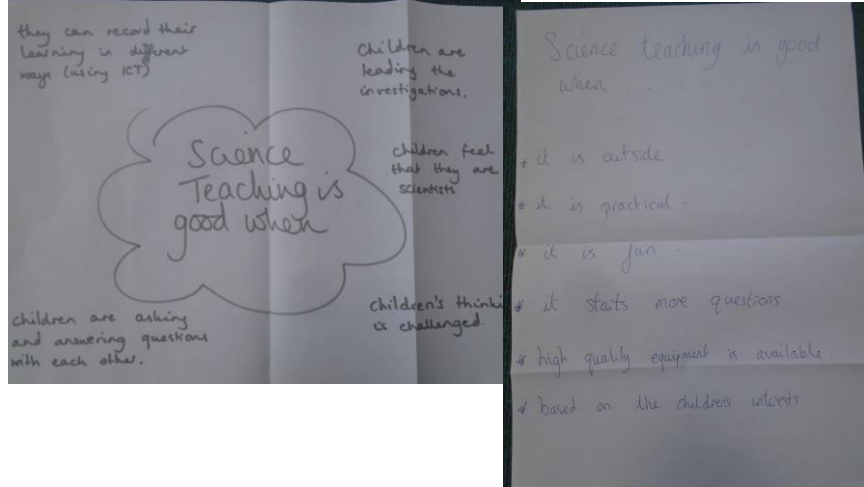 they can record their
learning in different
ways (using ICT)
Children are
leading the
investigations.
Science
Teaching is
good when
children feel
that they are
scientists
children's thinki
is challenged.
children are asking
and answering questions
with each other.
Science teaching is good
when . . . . . .
* it is outside
* it is practical -
* it is fun -
* it starts more questions.
* high quality equipment is available.
* based on the children's interests